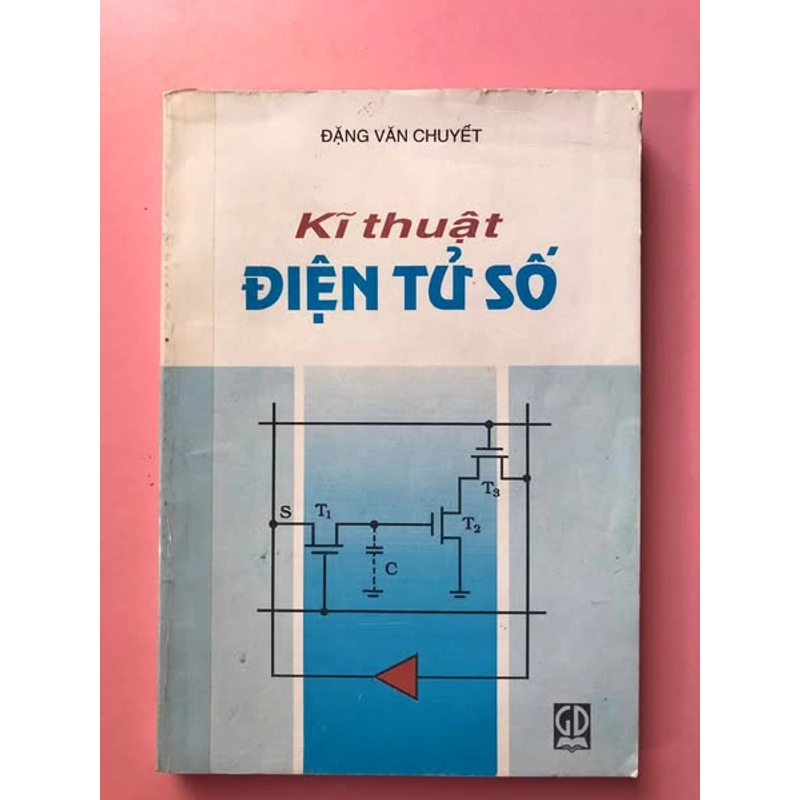 ĐẶNG VĂN CHUYẾT
Kĩ thuật
ĐIỆN TỬ SỐ
T₃
S T₁ T₂
C
GD